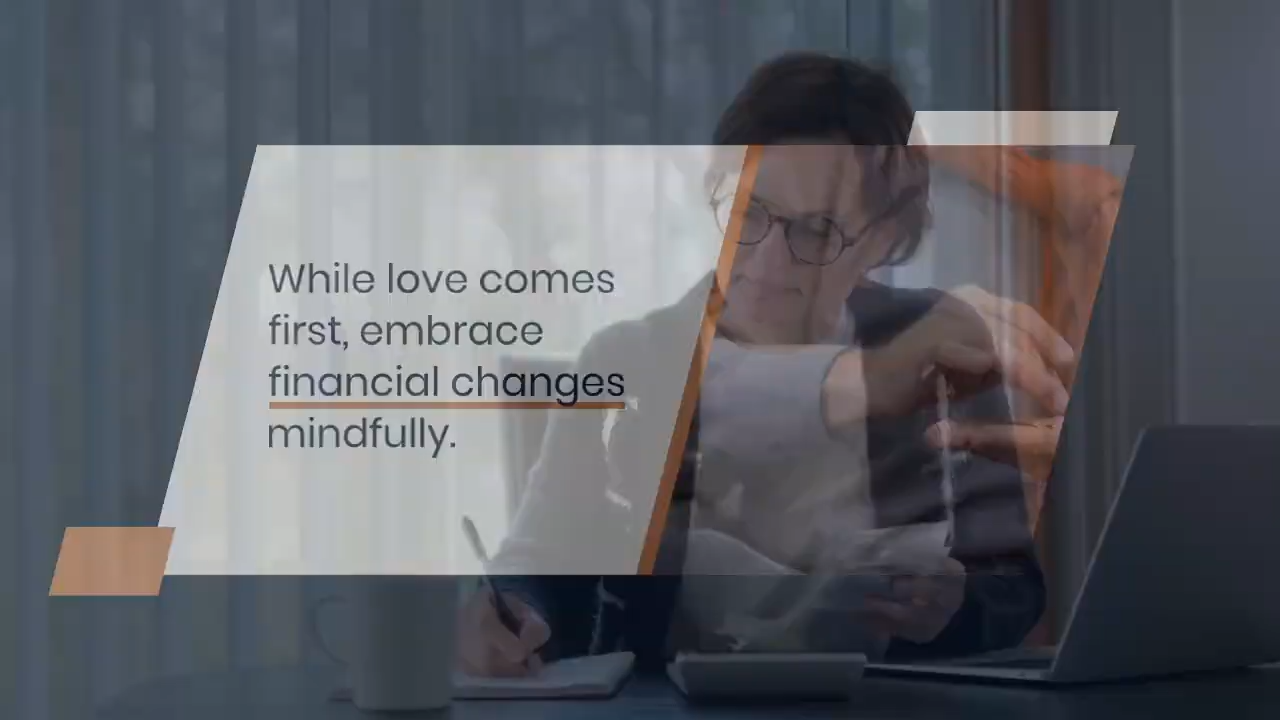 While love comes
first, embrace
financial changes
mindfully.